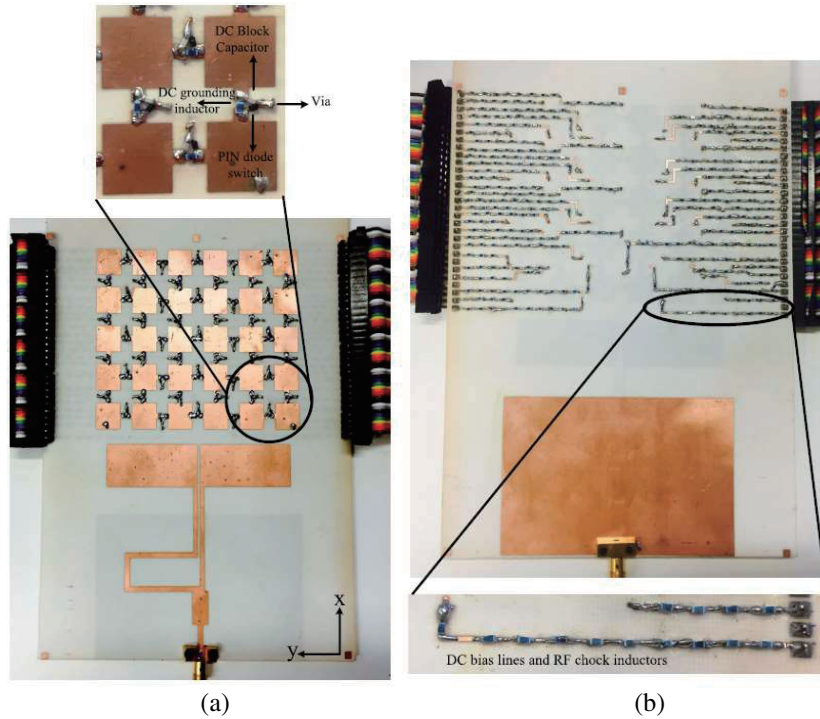 DC Block
Capacitor
DC grounding
inductor
Via
PIN diode
switch
x
y
DC bias lines and RF chock inductors
(a)
(b)